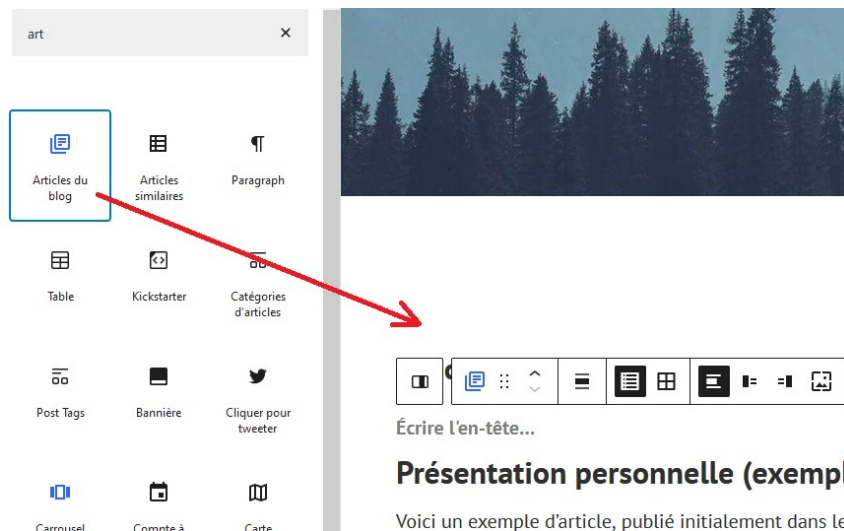 art
Articles du
blog
Articles
similaires
Paragraph
Table
Kickstarter
Catégories
d'articles
Post Tags
Bannière
Cliquer pour
tweeter
Carrousel
Compte à
Carte
Écrire l'en-tête…
Présentation personnelle (exempl
Voici un exemple d'article, publié initialement dans le